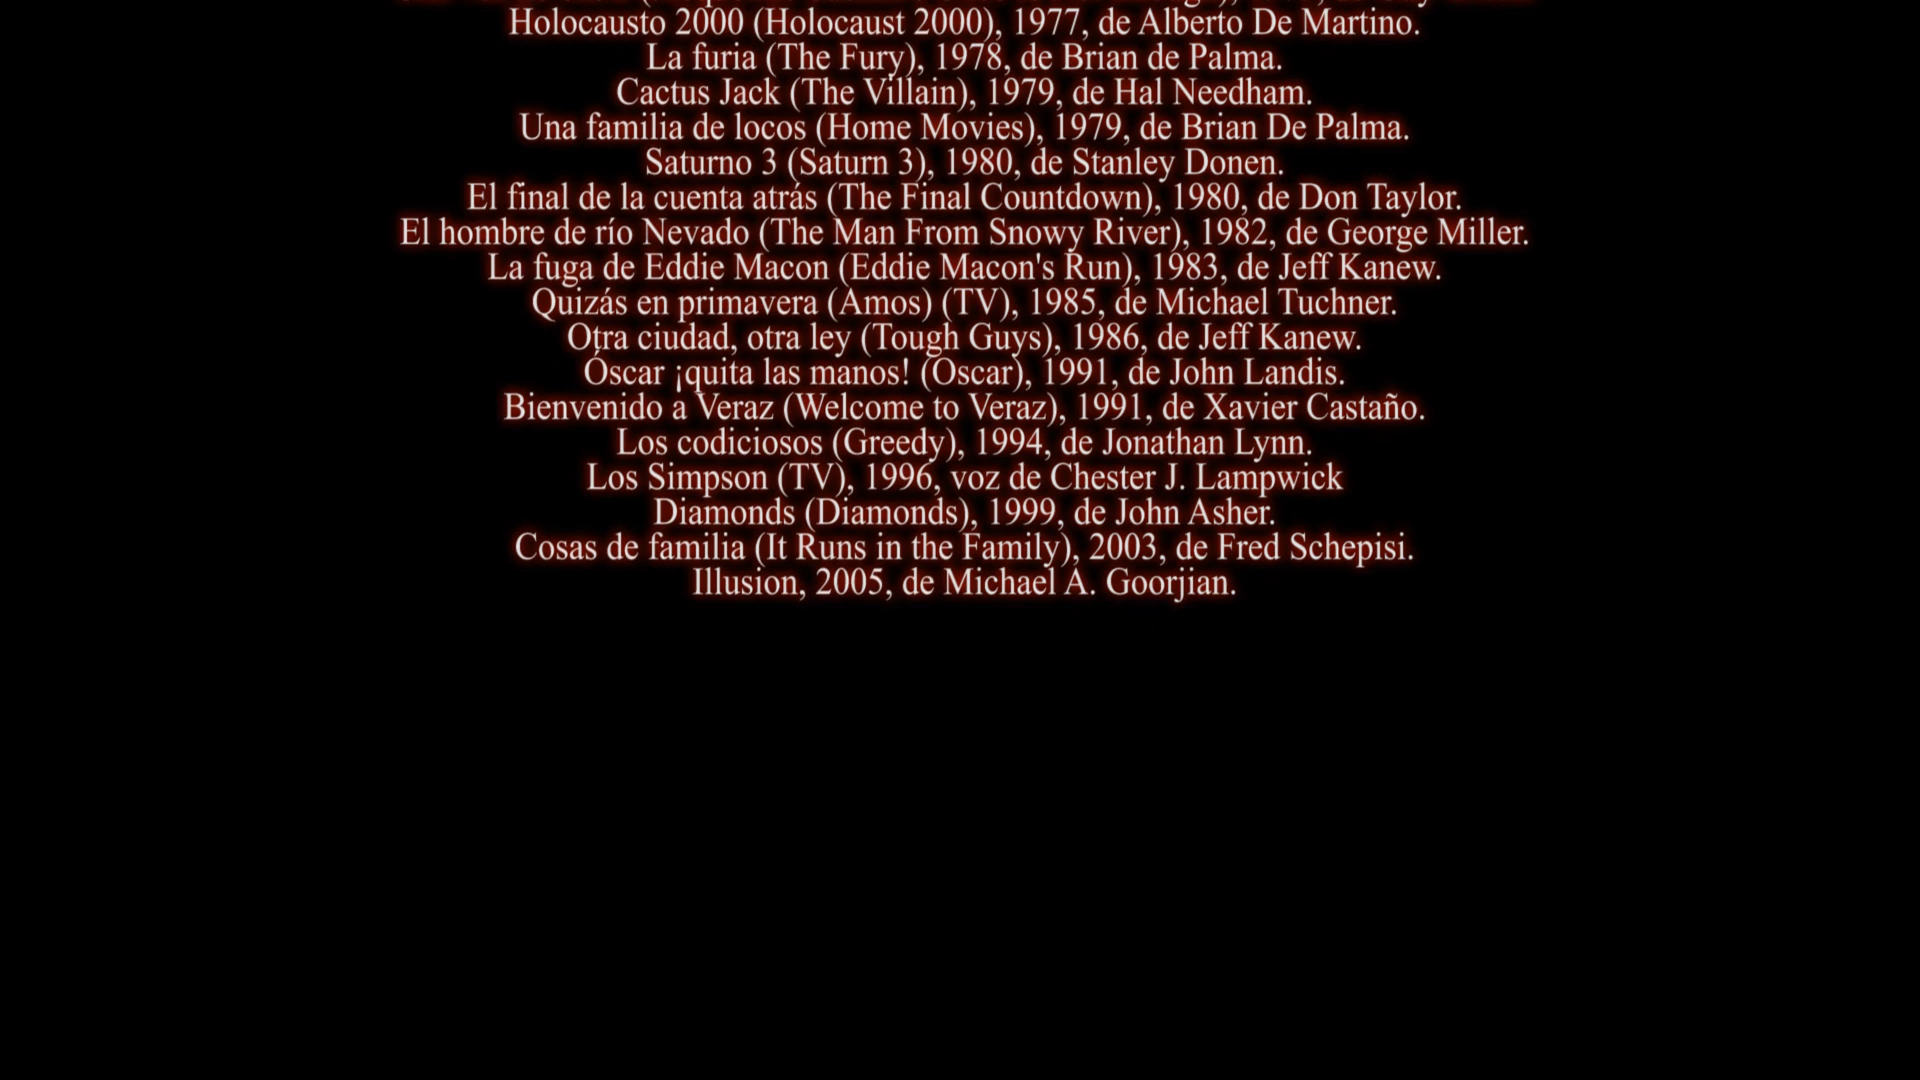 Holocausto 2000 (Holocaust 2000), 1977, de Alberto De Martino.
La furia (The Fury), 1978, de Brian de Palma.
Cactus Jack (The Villain), 1979, de Hal Needham.
Una familia de locos (Home Movies), 1979, de Brian De Palma.
Saturno 3 (Saturn 3), 1980, de Stanley Donen.
El final de la cuenta atrás (The Final Countdown), 1980, de Don Taylor.
El hombre de río Nevado (The Man From Snowy River), 1982, de George Miller.
La fuga de Eddie Macon (Eddie Macon's Run), 1983, de Jeff Kanew.
Quizás en primavera (Amos) (TV), 1985, de Michael Tuchner.
Otra ciudad, otra ley (Tough Guys), 1986, de Jeff Kanew.
Óscar ¡quita las manos! (Oscar), 1991, de John Landis.
Bienvenido a Veraz (Welcome to Veraz), 1991, de Xavier Castaño.
Los codiciosos (Greedy), 1994, de Jonathan Lynn.
Los Simpson (TV), 1996, voz de Chester J. Lampwick
Diamonds (Diamonds), 1999, de John Asher.
Cosas de familia (It Runs in the Family), 2003, de Fred Schepisi.
Illusion, 2005, de Michael A. Goorjian.